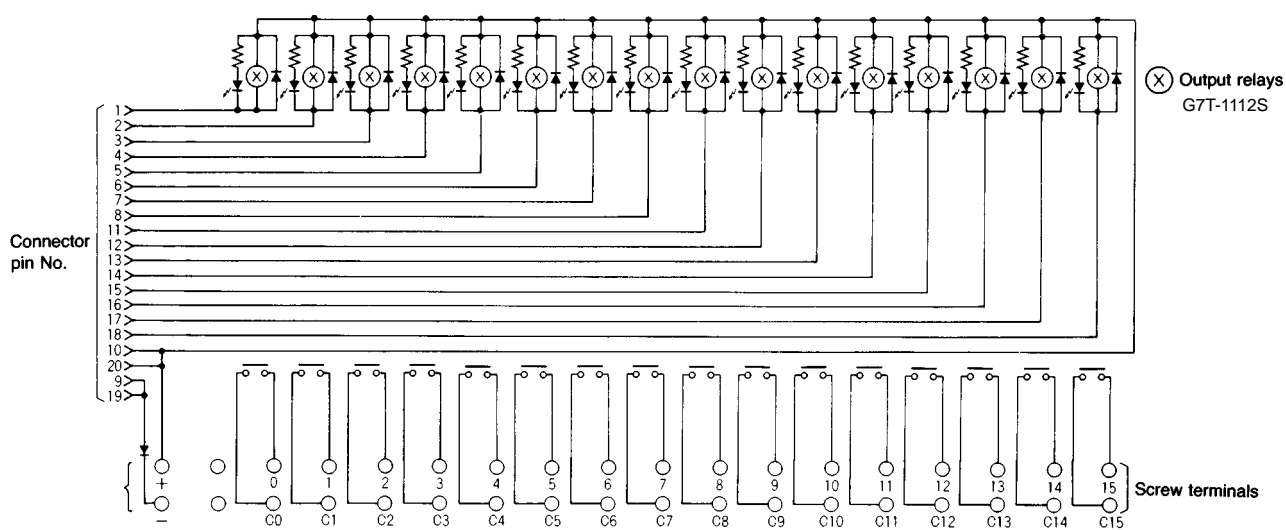 X X X X X X X X X X X X X X X X
X Output relays
G7T-1112S
Connector
pin No.
1
2
3
4
5
6
7
8
11
12
13
14
15
16
17
18
10
20
9
19
+ 0 1 2 3 4 5 6 7 8 9 10 11 12 13 14 15
− C0 C1 C2 C3 C4 C5 C6 C7 C8 C9 C10 C11 C12 C13 C14 C15
Screw terminals